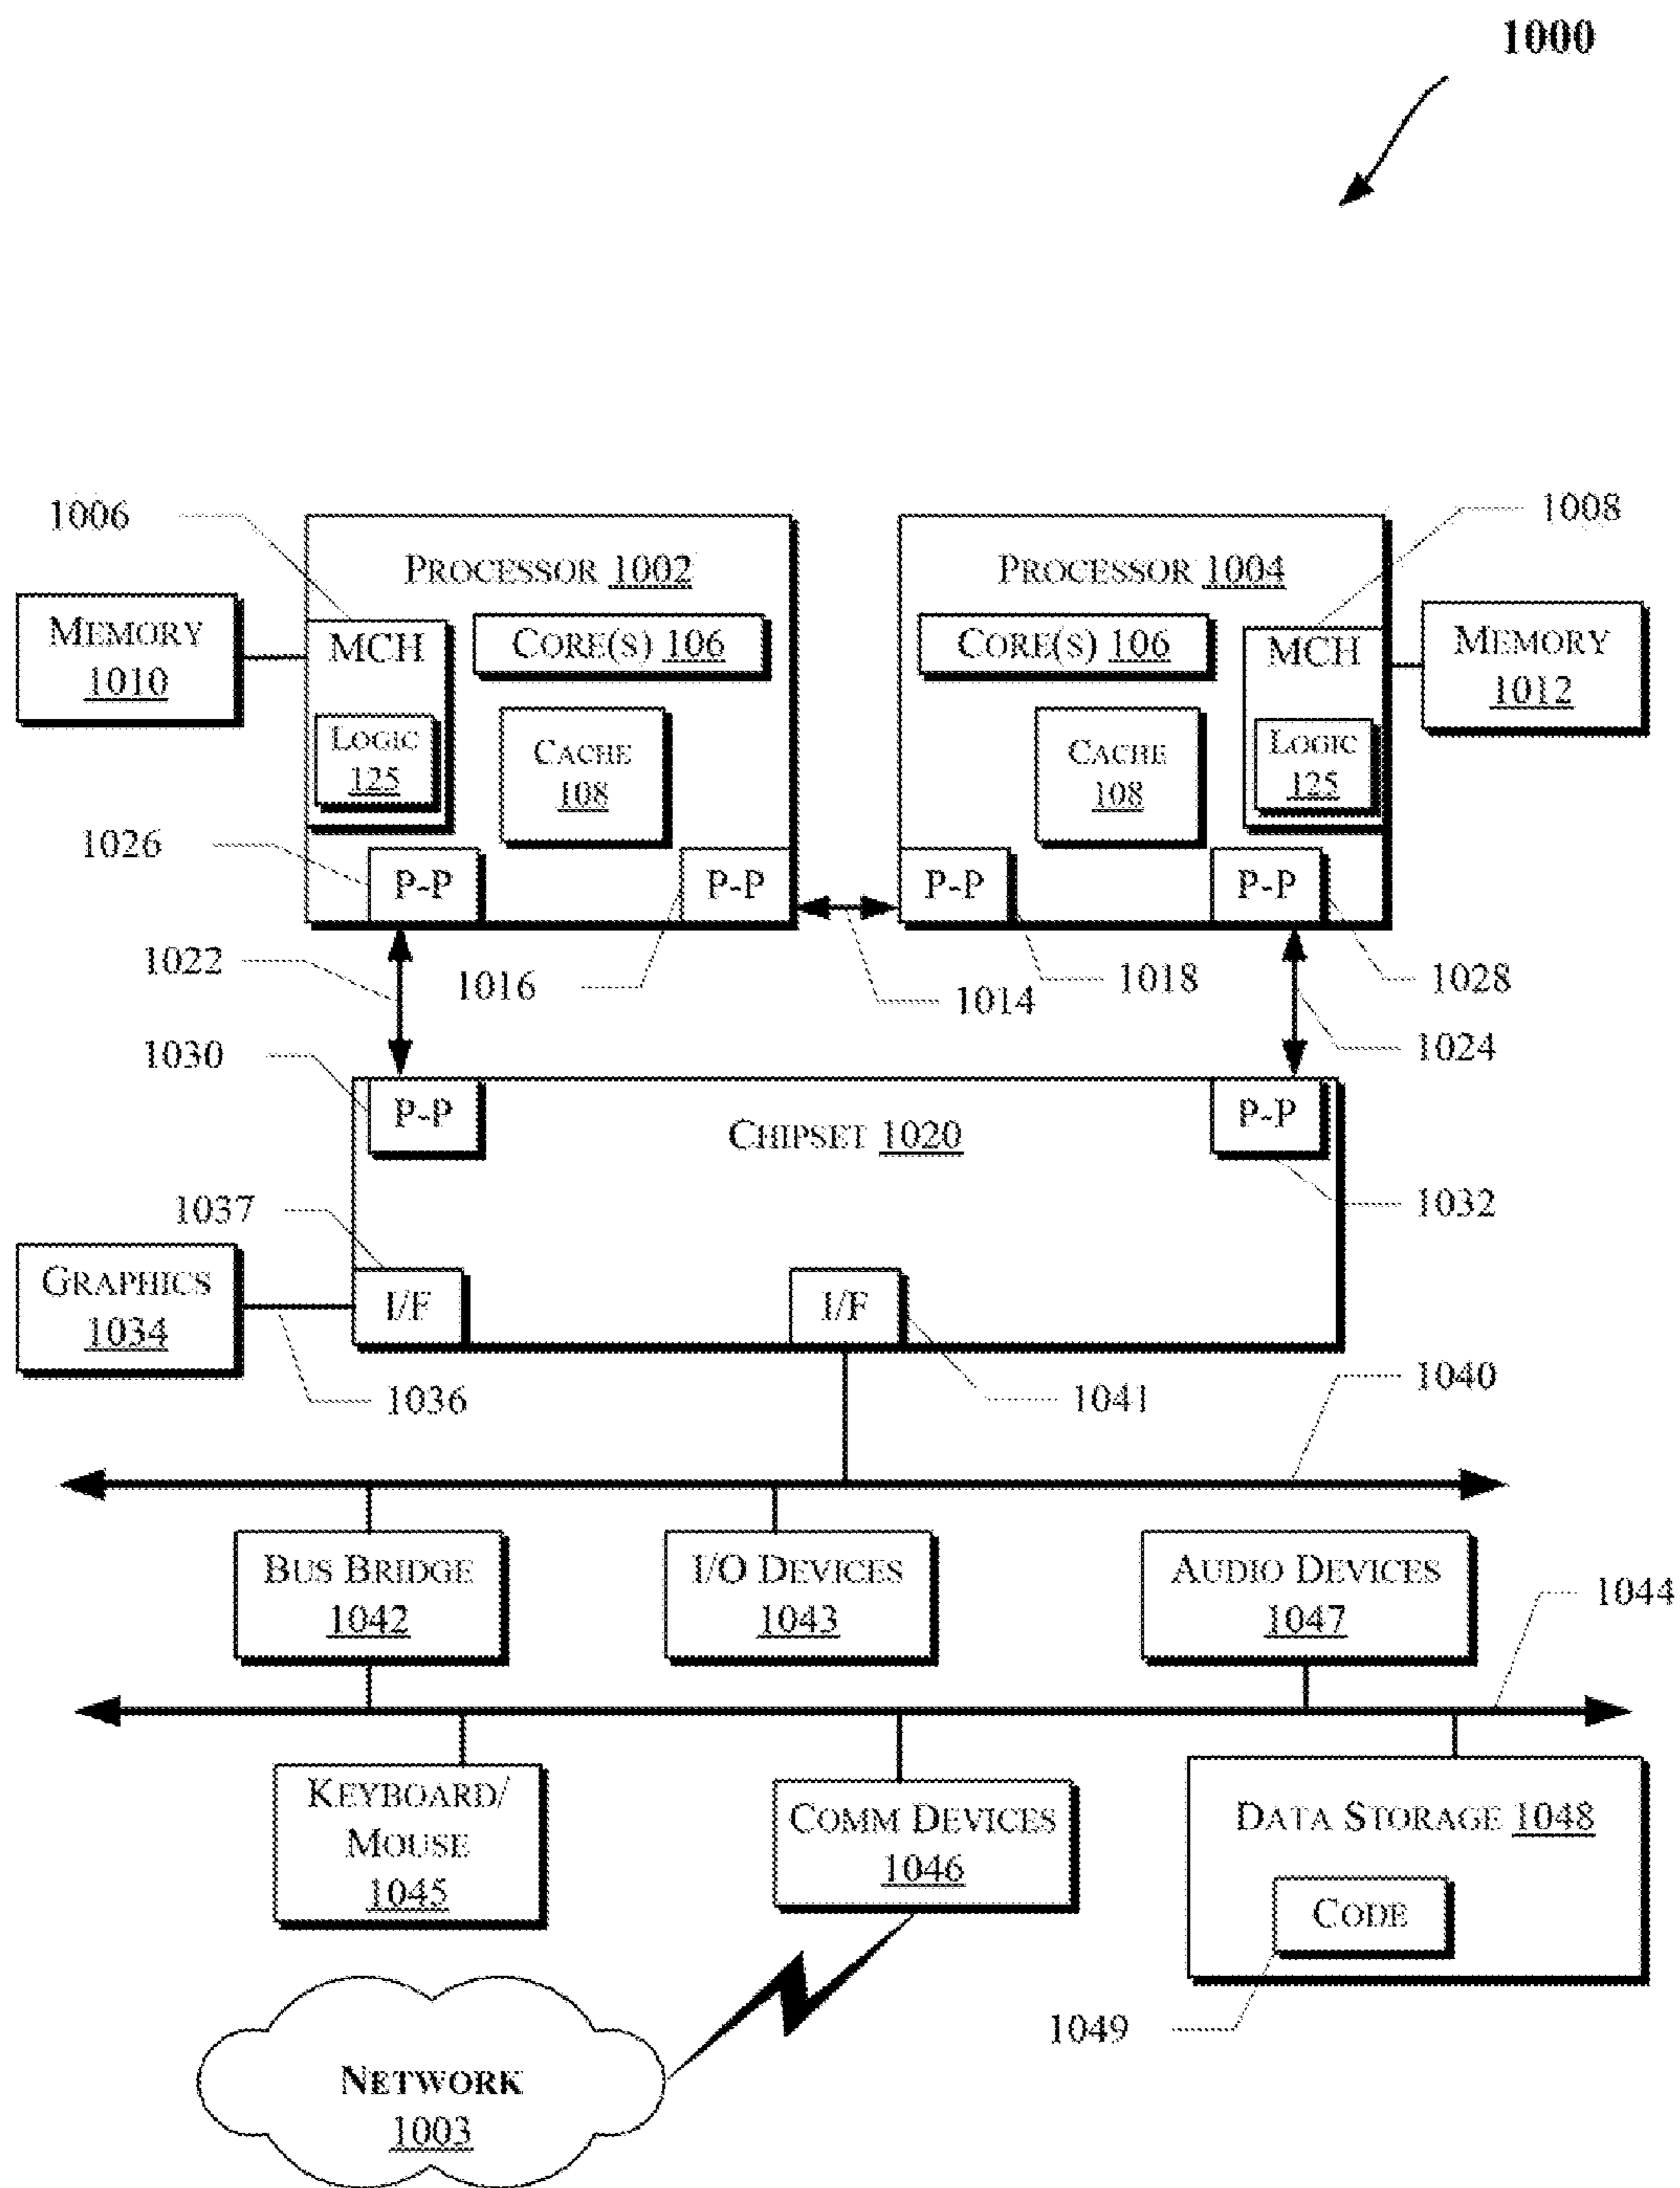 1000
1006
1008
PROCESSOR 1002
PROCESSOR 1004
MEMORY
1010
MCH
CORE(S) 106
CORE(S) 106
MCH
MEMORY
1012
LOGIC
125
CACHE
108
CACHE
108
LOGIC
125
1026
P-P
P-P
P-P
P-P
1022
1016
1014
1018
1028
1024
1030
P-P
CHIPSET 1020
P-P
1032
1037
GRAPHICS
1034
I/F
I/F
1036
1041
1040
BUS BRIDGE
1042
I/O DEVICES
1043
AUDIO DEVICES
1047
1044
KEYBOARD/
MOUSE
1045
COMM DEVICES
1046
DATA STORAGE 1048
CODE
1049
NETWORK
1003